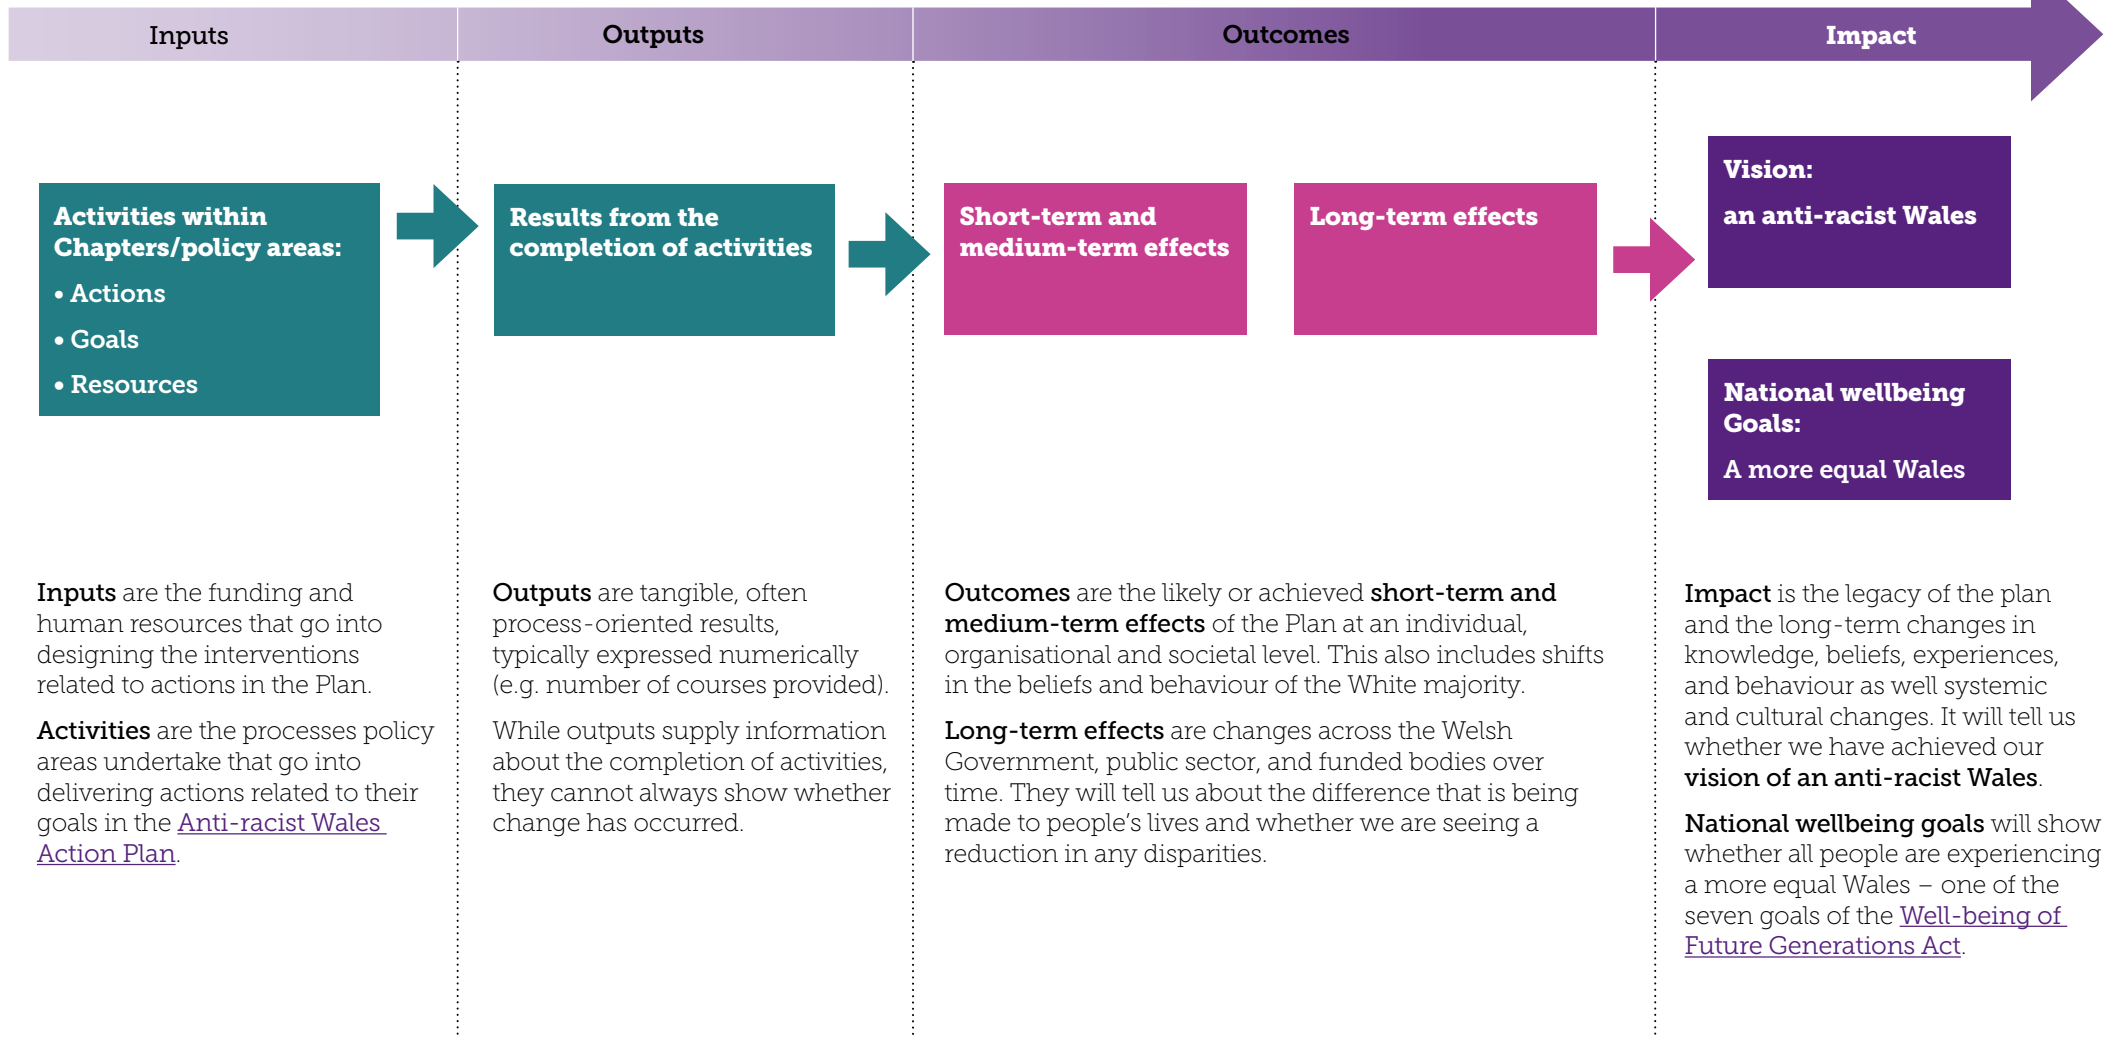 Inputs
Outputs
Outcomes
Impact
Activities within
Chapters/policy areas:
• Actions
• Goals
• Resources
Results from the
completion of activities
Short-term and
medium-term effects
Long-term effects
Vision:
an anti-racist Wales
National wellbeing
Goals:
A more equal Wales
Inputs are the funding and
human resources that go into
designing the interventions
related to actions in the Plan.
Activities are the processes policy
areas undertake that go into
delivering actions related to their
goals in the Anti-racist Wales
Action Plan.
Outputs are tangible, often
process-oriented results,
typically expressed numerically
(e.g. number of courses provided).
While outputs supply information
about the completion of activities,
they cannot always show whether
change has occurred.
Outcomes are the likely or achieved short-term and
medium-term effects of the Plan at an individual,
organisational and societal level. This also includes shifts
in the beliefs and behaviour of the White majority.
Long-term effects are changes across the Welsh
Government, public sector, and funded bodies over
time. They will tell us about the difference that is being
made to people's lives and whether we are seeing a
reduction in any disparities.
Impact is the legacy of the plan
and the long-term changes in
knowledge, beliefs, experiences,
and behaviour as well systemic
and cultural changes. It will tell us
whether we have achieved our
vision of an anti-racist Wales.
National wellbeing goals will show
whether all people are experiencing
a more equal Wales – one of the
seven goals of the Well-being of
Future Generations Act.